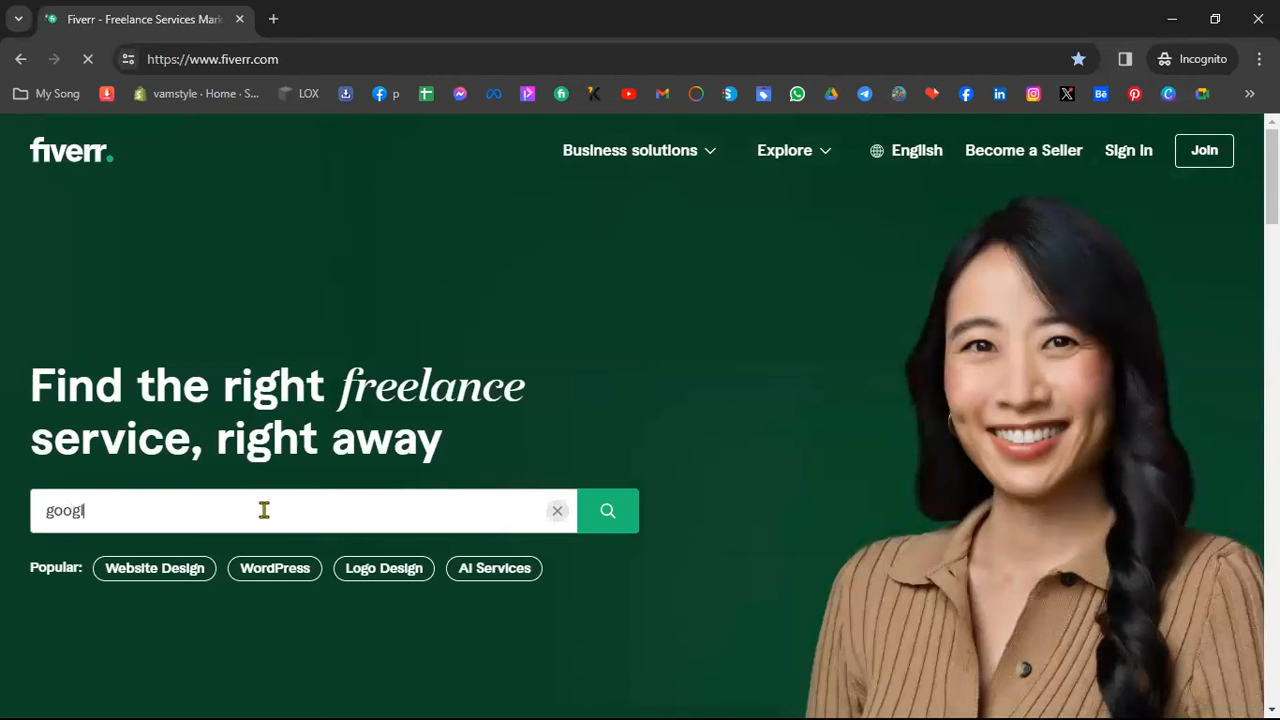 Fiverr - Freelance Services Mark
https://www.fiverr.com
Incognito
My Song
vamstyle · Home · S...
LOX
p
fiverr.
Business solutions
Explore
English
Become a Seller
Sign in
Join
Find the right freelance
service, right away
googl
Popular:
Website Design
WordPress
Logo Design
AI Services